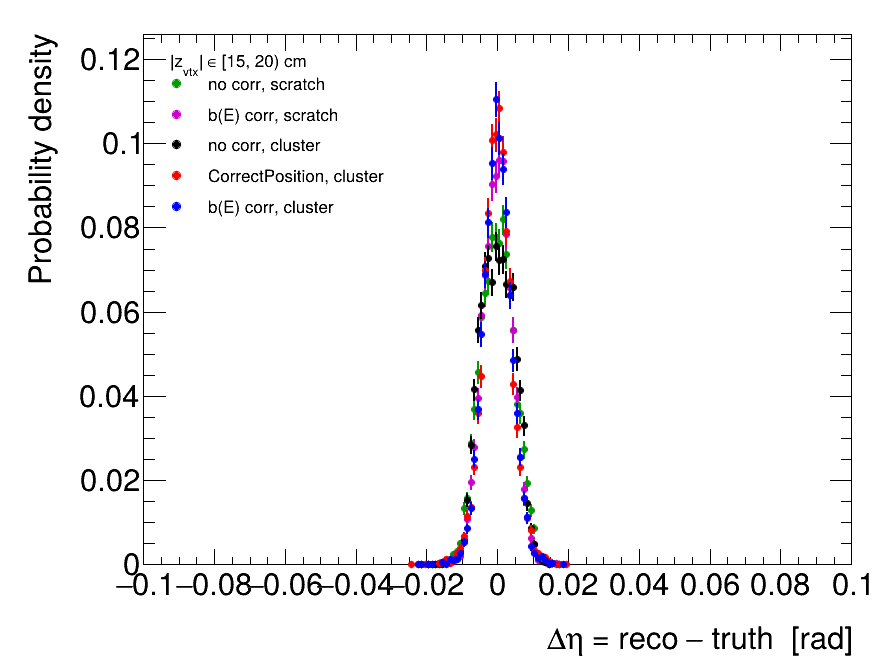 Probability density
|z_vtx| ∈ [15, 20) cm
no corr, scratch
b(E) corr, scratch
no corr, cluster
CorrectPosition, cluster
b(E) corr, cluster
0.12
0.1
0.08
0.06
0.04
0.02
0
−0.1 −0.08 −0.06 −0.04 −0.02 0 0.02 0.04 0.06 0.08 0.1
Δη = reco − truth [rad]